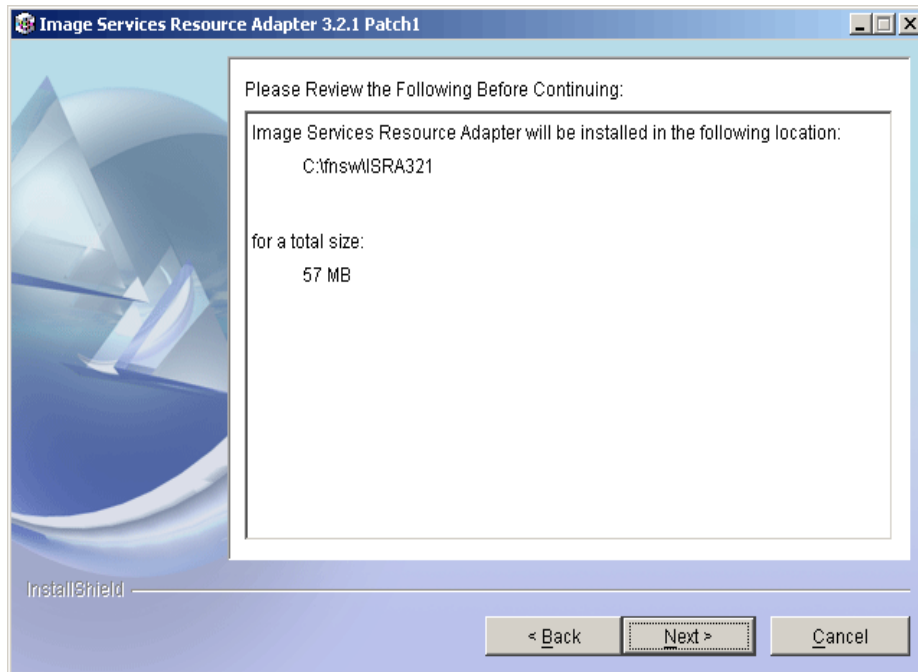 Image Services Resource Adapter 3.2.1 Patch1
Please Review the Following Before Continuing:
Image Services Resource Adapter will be installed in the following location:
C:\fnsw\ISRA321
for a total size:
57 MB
InstallShield
< Back
Next >
Cancel